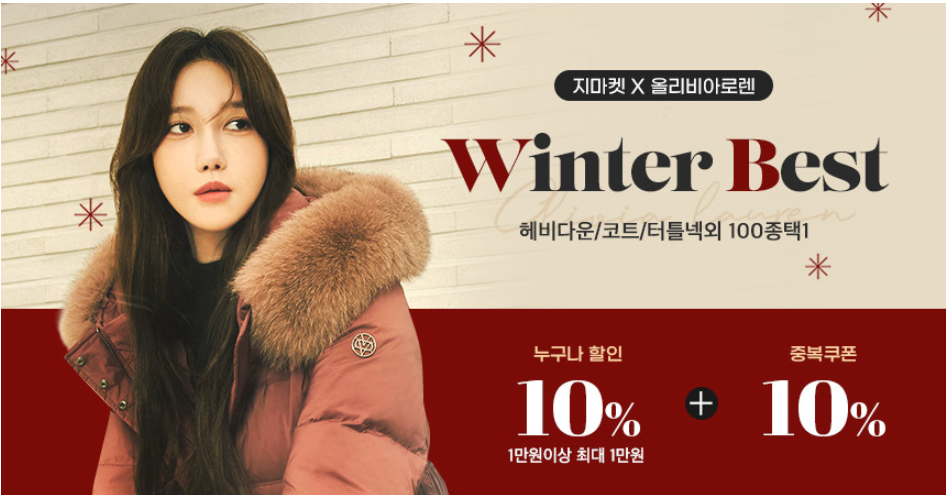 지마켓 X 올리비아로렌
Winter Best
Olivia Lauren
헤비다운/코트/터틀넥외 100종택1
누구나 할인
10%
1만원이상 최대 1만원
+
중복쿠폰
10%